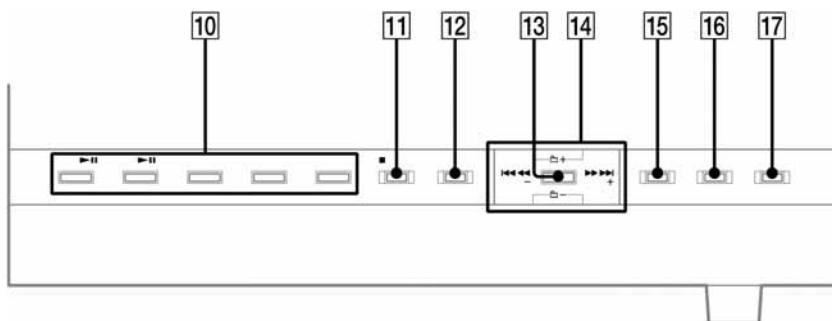 10 11 12 13 14 15 16 17
▶II ▶II ■ 🗀+
I◀◀ ◀◀ ▶▶ ▶▶I
− +
🗀−